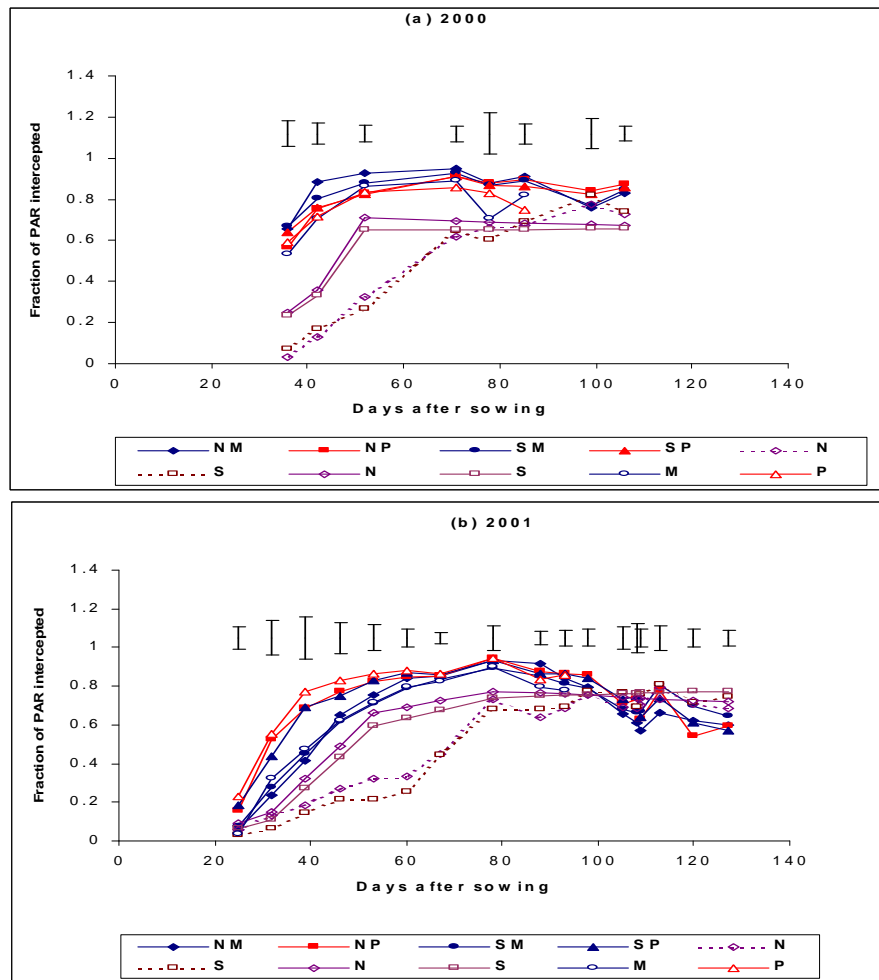 (a) 2000
Fraction of PAR intercepted
1.4
1.2
1
0.8
0.6
0.4
0.2
0
0 20 40 60 80 100 120 140
Days after sowing
NM NP SM SP N
S N S M P
(b) 2001
Fraction of PAR intercepted
1.4
1.2
1
0.8
0.6
0.4
0.2
0
0 20 40 60 80 100 120 140
Days after sowing
NM NP SM SP N
S N S M P